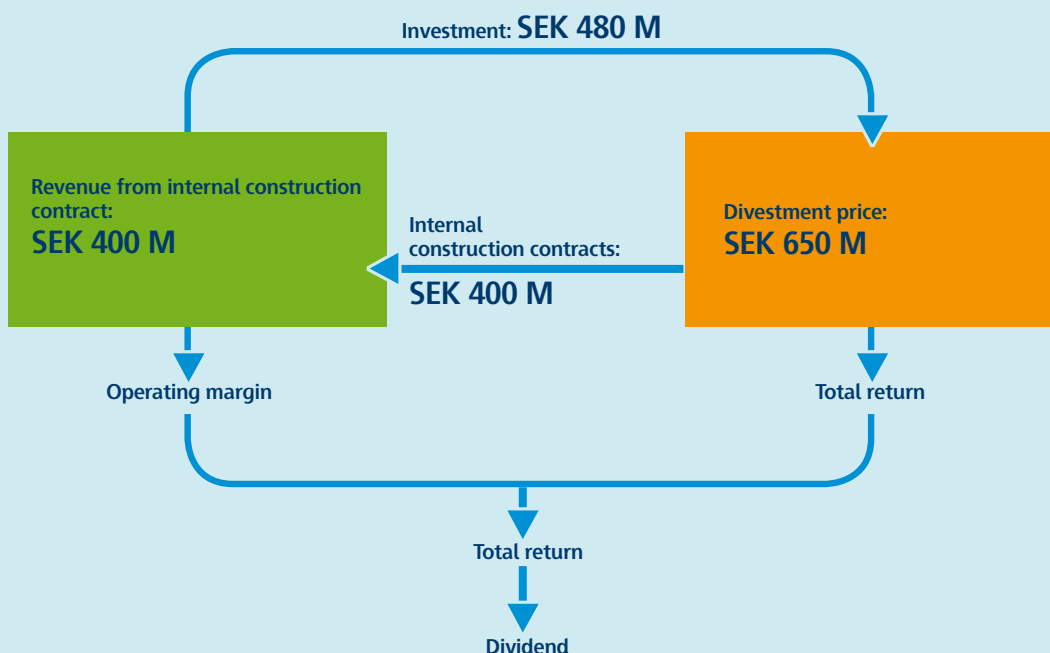 Investment: SEK 480 M
Revenue from internal construction
contract:
SEK 400 M
Internal
construction contracts:
SEK 400 M
Divestment price:
SEK 650 M
Operating margin
Total return
Total return
Dividend